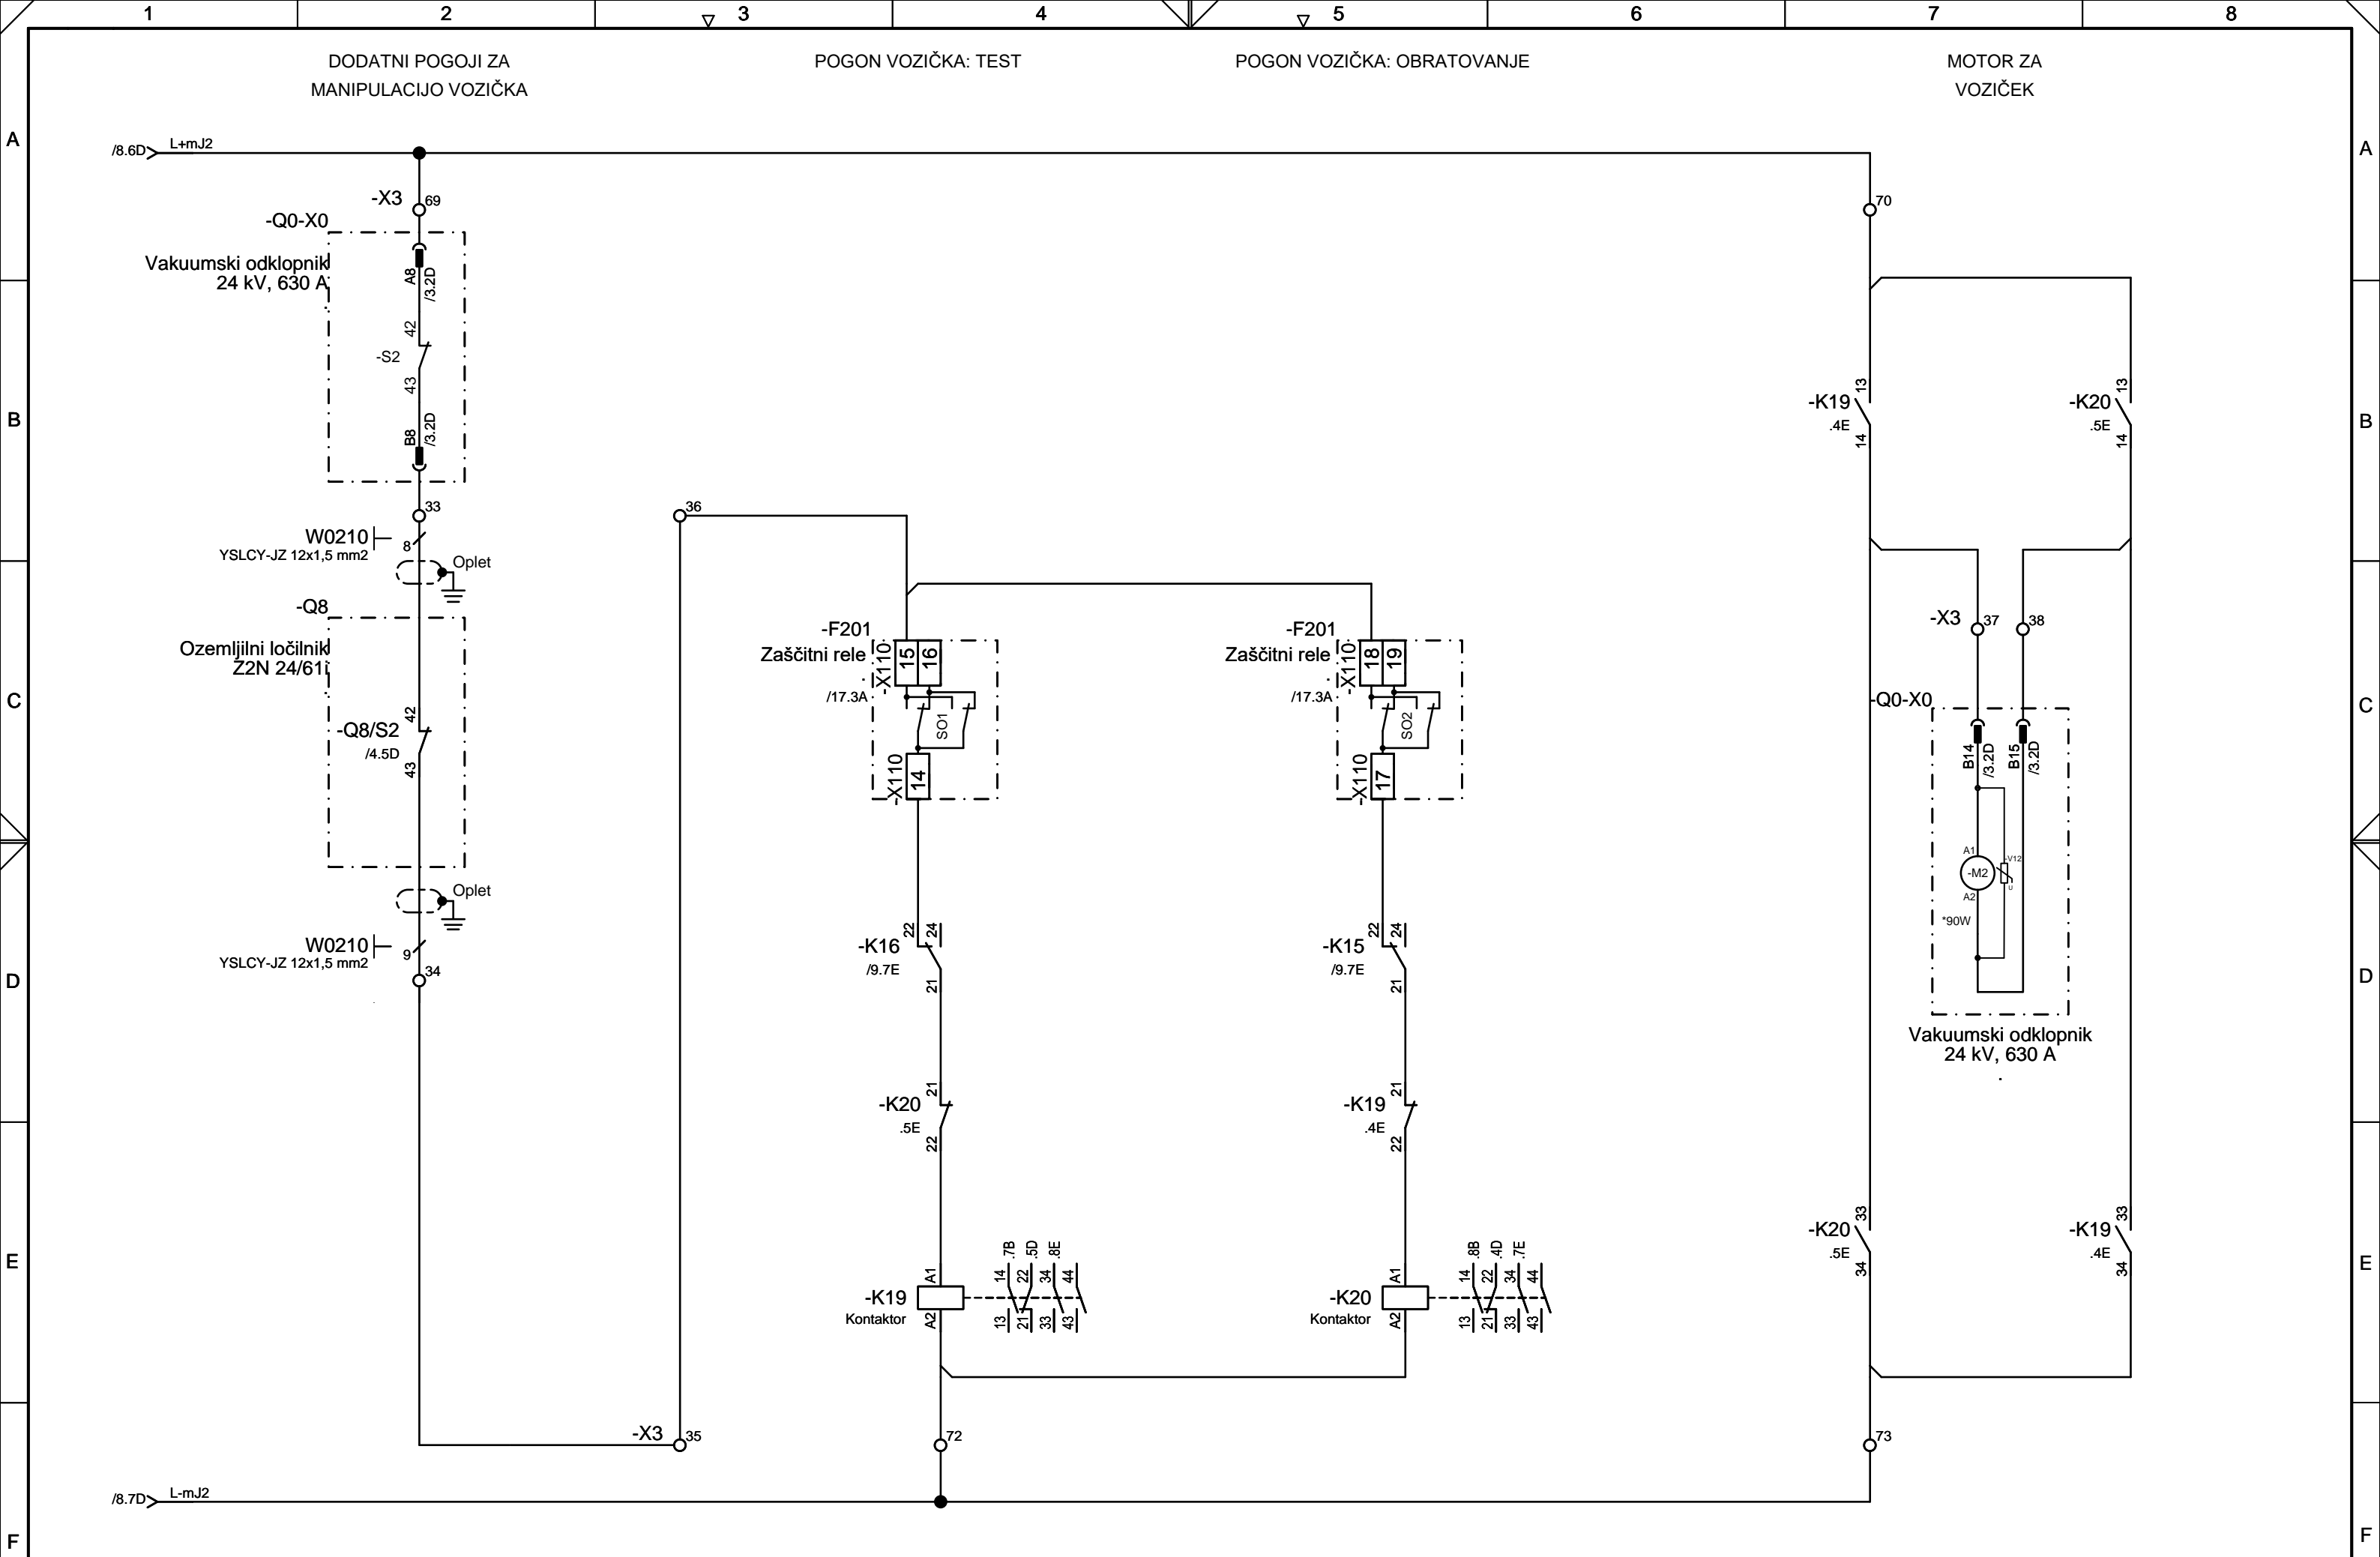 1 2 3 4 5 6 7 8
DODATNI POGOJI ZA
MANIPULACIJO VOZIČKA
POGON VOZIČKA: TEST
POGON VOZIČKA: OBRATOVANJE
MOTOR ZA
VOZIČEK
A
A
/8.6D
L+mJ2
-X3
69
70
-Q0-X0
Vakuumski odklopnik
24 kV, 630 A
.
A8
/3.2D
42
-S2
43
B8
/3.2D
B
B
13
-K19
.4E
14
13
-K20
.5E
14
33
36
W0210
YSLCY-JZ 12x1,5 mm2
8
Oplet
-Q8
Ozemljilni ločilnik
Z2N 24/61i
.
42
-Q8/S2
/4.5D
43
C
C
-F201
Zaščitni rele
.
/17.3A
-X110
15
16
SO1
-X110
14
-F201
Zaščitni rele
.
/17.3A
-X110
18
19
SO2
-X110
17
-X3
37
38
-Q0-X0
B14
/3.2D
B15
/3.2D
A1
-M2
A2
*90W
-V12
U
Vakuumski odklopnik
24 kV, 630 A
.
Oplet
W0210
YSLCY-JZ 12x1,5 mm2
9
34
D
D
22
24
-K16
/9.7E
21
22
24
-K15
/9.7E
21
21
-K20
.5E
22
21
-K19
.4E
22
E
E
A1
-K19
Kontaktor
A2
.7B
.5D
.8E
14
22
34
44
13
21
33
43
A1
-K20
Kontaktor
A2
.8B
.4D
.7E
14
22
34
44
13
21
33
43
33
-K20
.5E
34
33
-K19
.4E
34
-X3
35
72
73
/8.7D
L-mJ2
F
F